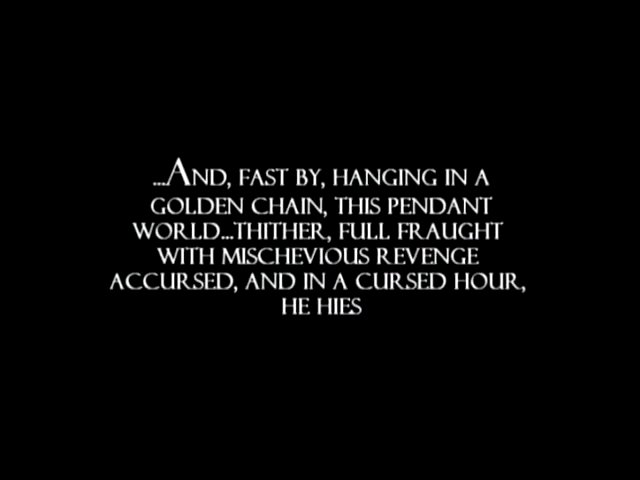 ...AND, FAST BY, HANGING IN A
GOLDEN CHAIN, THIS PENDANT
WORLD...THITHER, FULL FRAUGHT
WITH MISCHEVIOUS REVENGE
ACCURSED, AND IN A CURSED HOUR,
HE HIES